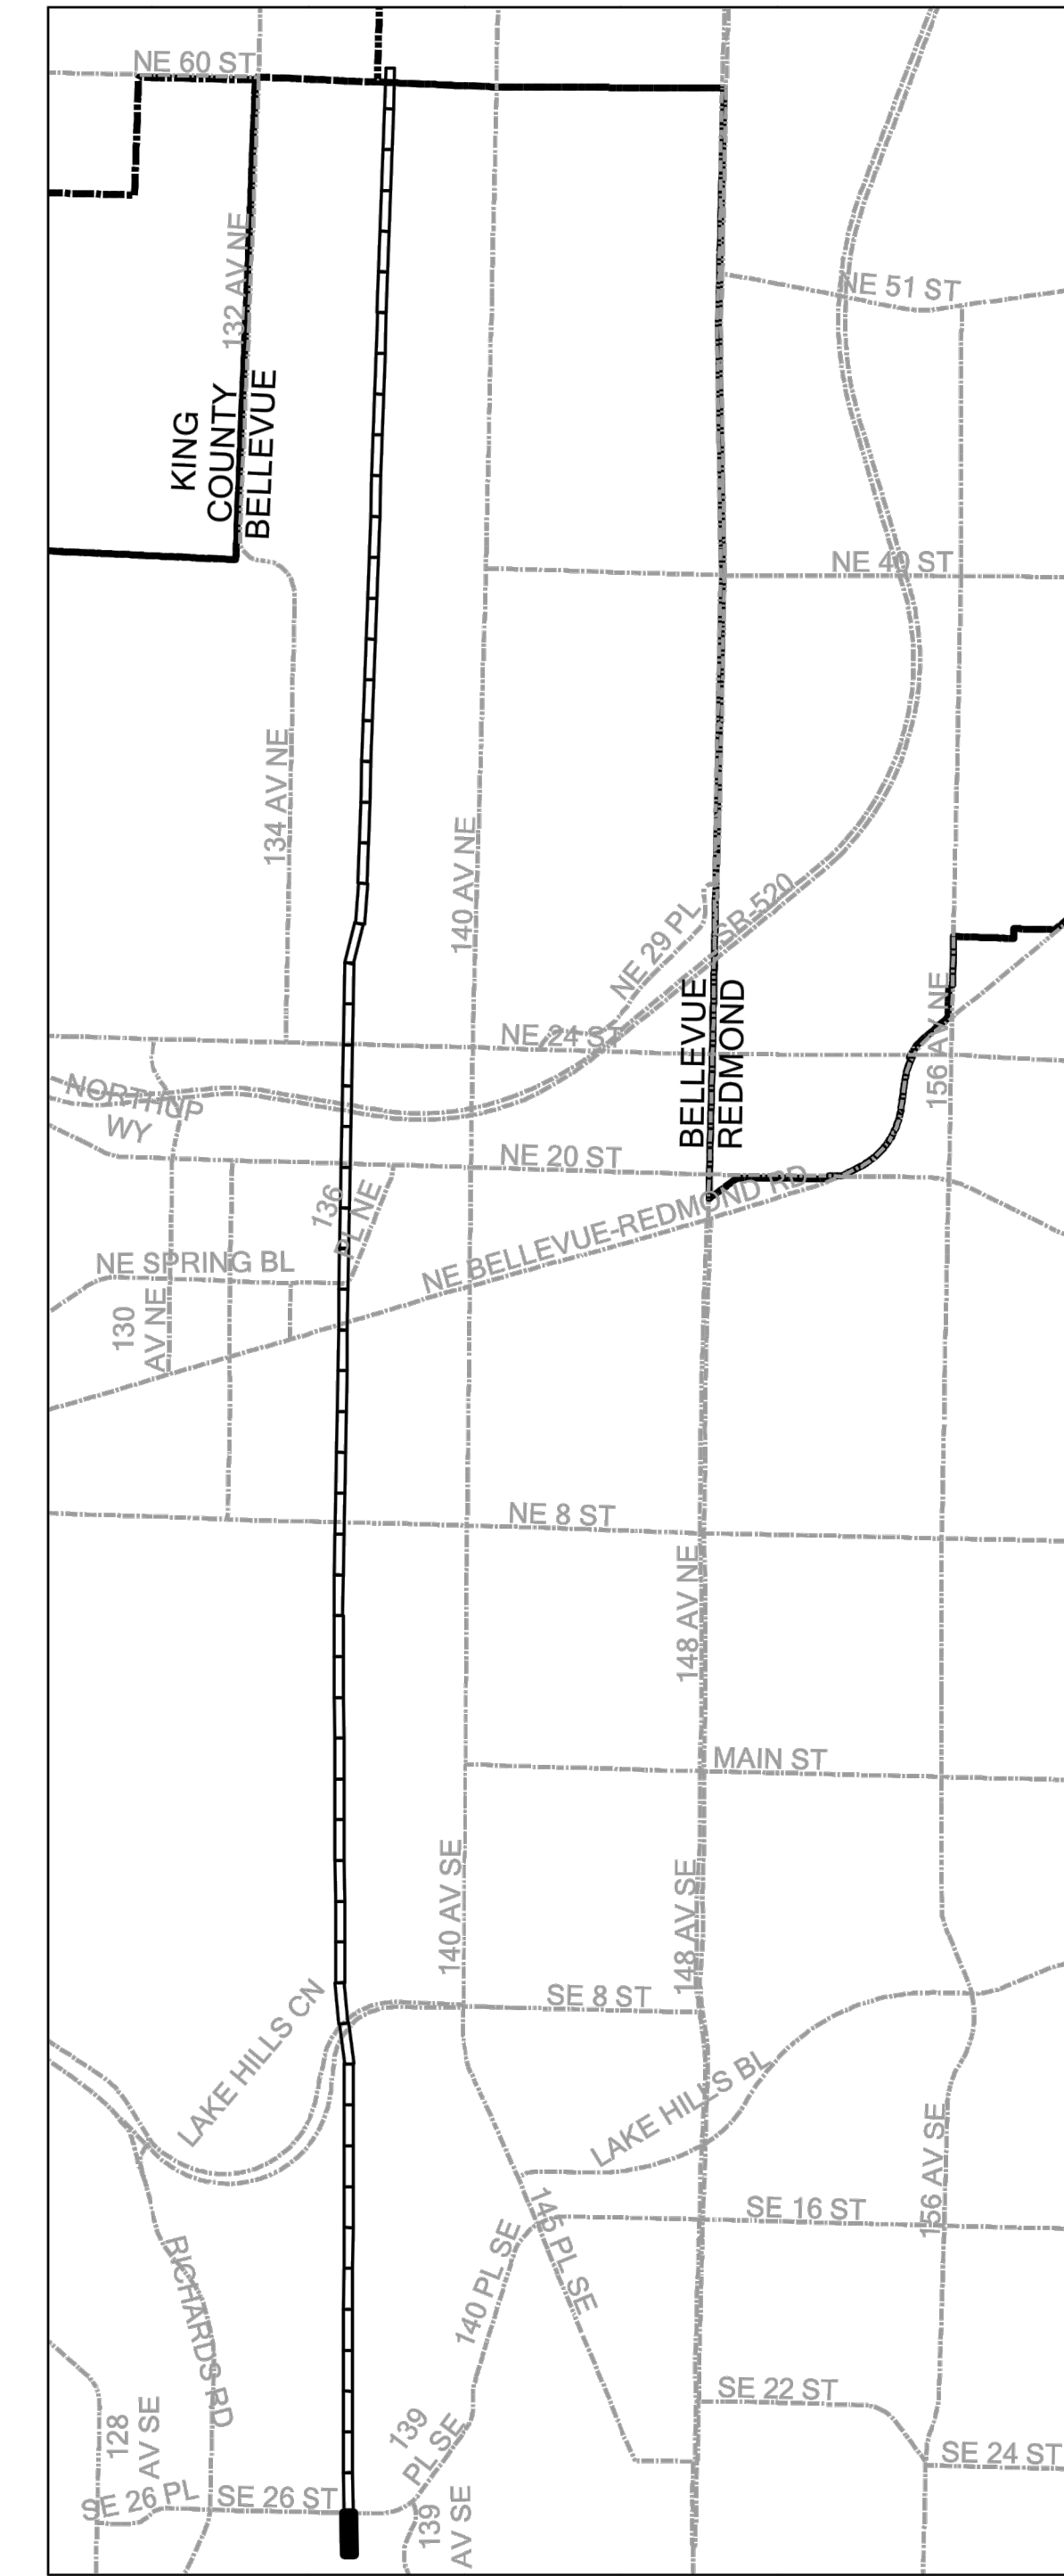 NE 60 ST
132 AV NE
NE 51 ST
KING
COUNTY
BELLEVUE
NE 40 ST
134 AV NE
140 AV NE
NE 29 PL
SR-520
BELLEVUE
REDMOND
156 AV NE
NE 24 ST
NORTHUP
WY
NE 20 ST
136
PL NE
NE BELLEVUE-REDMOND RD
NE SPRING BL
130
AV NE
NE 8 ST
148 AV NE
MAIN ST
140 AV SE
148 AV SE
SE 8 ST
LAKE HILLS CN
LAKE HILLS BL
156 AV SE
SE 16 ST
145 PL SE
140 PL SE
RICHARDS RD
SE 22 ST
128
AV SE
139
PL SE
SE 24 ST
SE 26 PL
SE 26 ST
139
AV SE